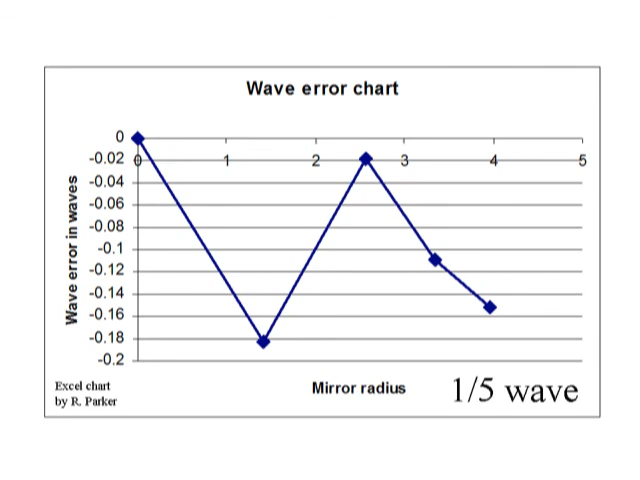 Wave error chart
0
-0.02
-0.04
-0.06
-0.08
-0.1
-0.12
-0.14
-0.16
-0.18
-0.2
0 1 2 3 4 5
Wave error in waves
Mirror radius
1/5 wave
Excel chart
by R. Parker